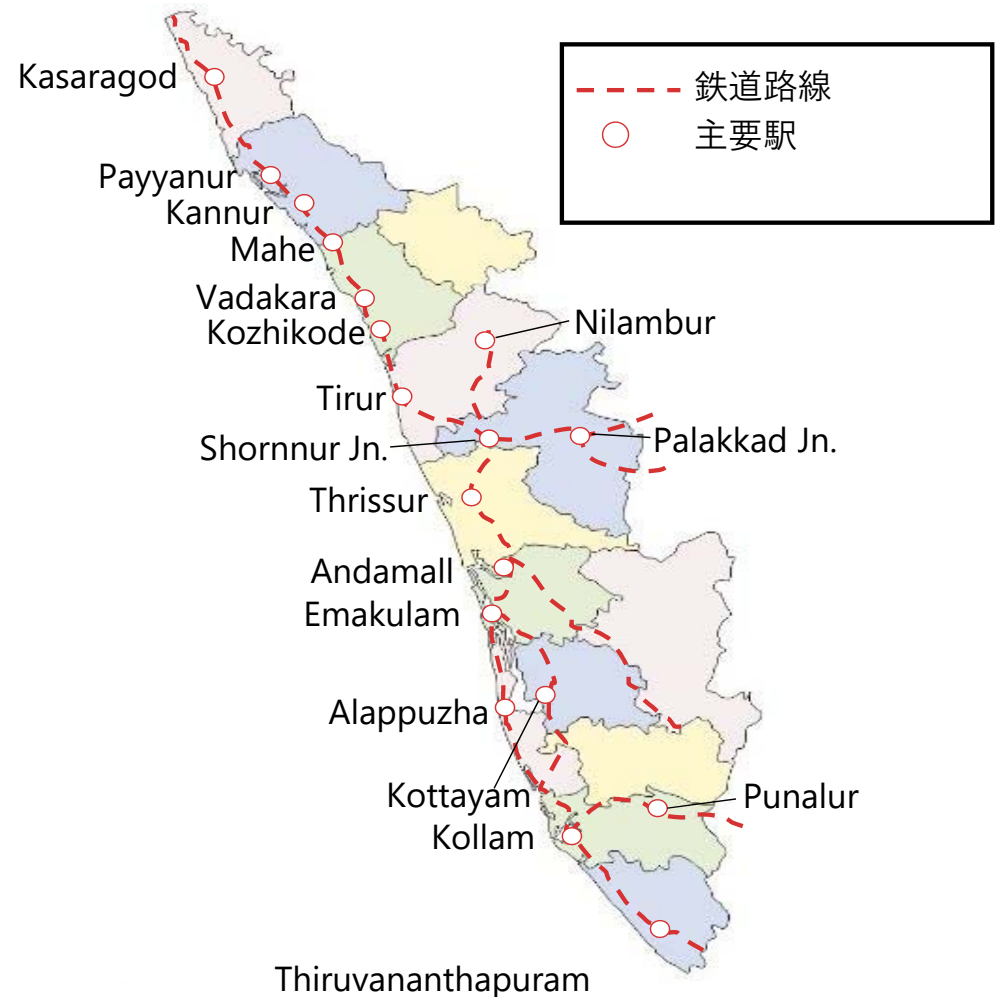 鉄道路線
主要駅
Kasaragod
Payyanur
Kannur
Mahe
Vadakara
Kozhikode
Nilambur
Tirur
Shornnur Jn.
Palakkad Jn.
Thrissur
Andamall
Emakulam
Alappuzha
Kottayam
Punalur
Kollam
Thiruvananthapuram